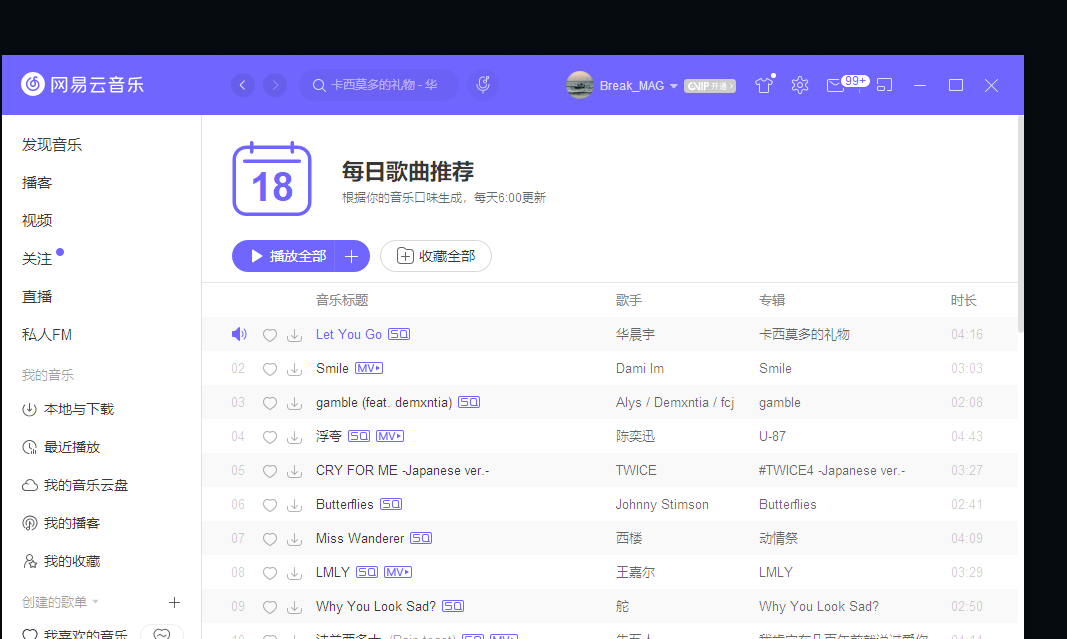 网易云音乐
卡西莫多的礼物 - 华
Break_MAG
VIP开通
99+
发现音乐
播客
视频
关注
直播
私人FM
我的音乐
本地与下载
最近播放
我的音乐云盘
我的播客
我的收藏
创建的歌单
我喜欢的音乐
18
每日歌曲推荐
根据你的音乐口味生成，每天6:00更新
播放全部
收藏全部
音乐标题 歌手 专辑 时长
Let You Go SQ 华晨宇 卡西莫多的礼物 04:16
02 Smile MV Dami Im Smile 03:03
03 gamble (feat. demxntia) SQ Alys / Demxntia / fcj gamble 02:08
04 浮夸 SQ MV 陈奕迅 U-87 04:43
05 CRY FOR ME -Japanese ver.- TWICE #TWICE4 -Japanese ver.- 03:27
06 Butterflies SQ Johnny Stimson Butterflies 02:41
07 Miss Wanderer SQ 西楼 动情祭 04:09
08 LMLY SQ MV 王嘉尔 LMLY 03:29
09 Why You Look Sad? SQ 舵 Why You Look Sad? 02:50